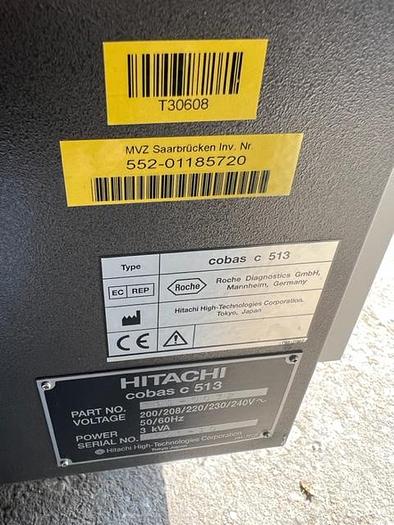 T30608
MVZ Saarbrücken Inv. Nr.
552-01185720
Type cobas c 513
EC REP Roche Roche Diagnostics GmbH,
Mannheim, Germany
Hitachi High-Technologies Corporation,
Tokyo, Japan
CE
HITACHI
cobas c 513
PART NO.
VOLTAGE 200/208/220/230/240V~
50/60Hz
POWER 3 kVA
SERIAL NO.
Hitachi High-Technologies Corporation
Tokyo Japan